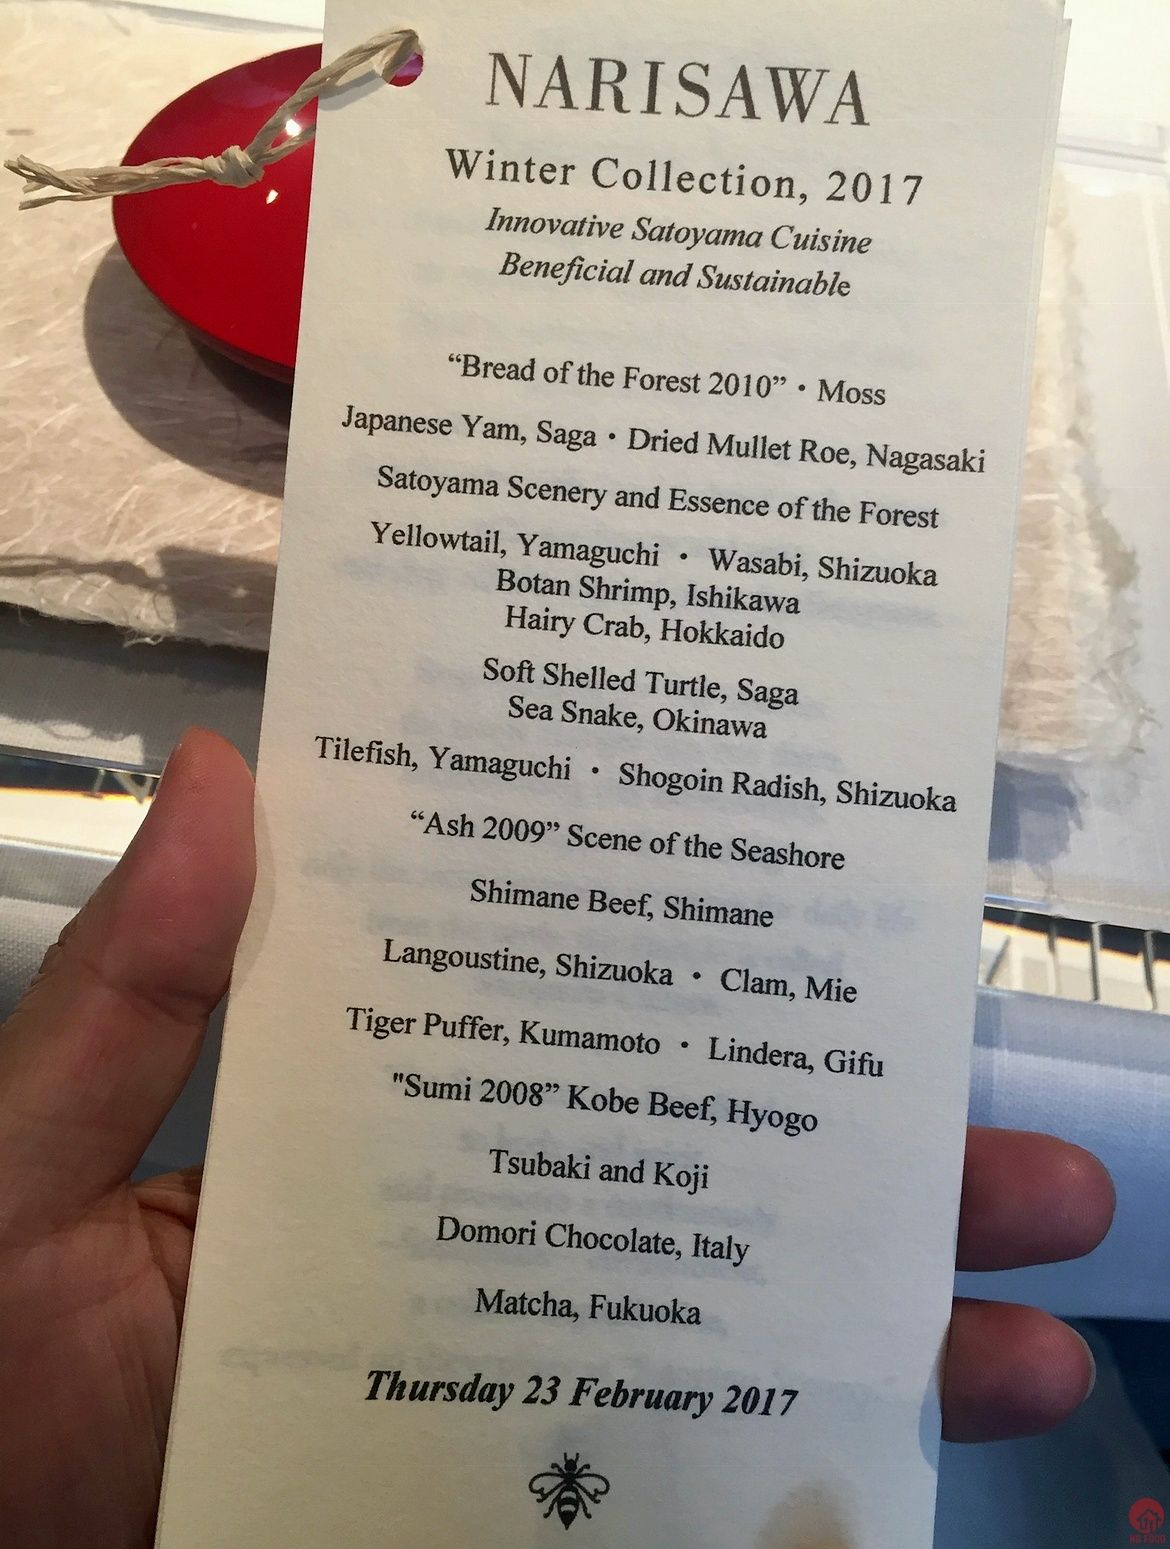 NARISAWA
Winter Collection, 2017
Innovative Satoyama Cuisine
Beneficial and Sustainable
“Bread of the Forest 2010”・Moss
Japanese Yam, Saga・Dried Mullet Roe, Nagasaki
Satoyama Scenery and Essence of the Forest
Yellowtail, Yamaguchi ・ Wasabi, Shizuoka
Botan Shrimp, Ishikawa
Hairy Crab, Hokkaido
Soft Shelled Turtle, Saga
Sea Snake, Okinawa
Tilefish, Yamaguchi ・ Shogoin Radish, Shizuoka
“Ash 2009” Scene of the Seashore
Shimane Beef, Shimane
Langoustine, Shizuoka ・ Clam, Mie
Tiger Puffer, Kumamoto ・ Lindera, Gifu
"Sumi 2008” Kobe Beef, Hyogo
Tsubaki and Koji
Domori Chocolate, Italy
Matcha, Fukuoka
Thursday 23 February 2017